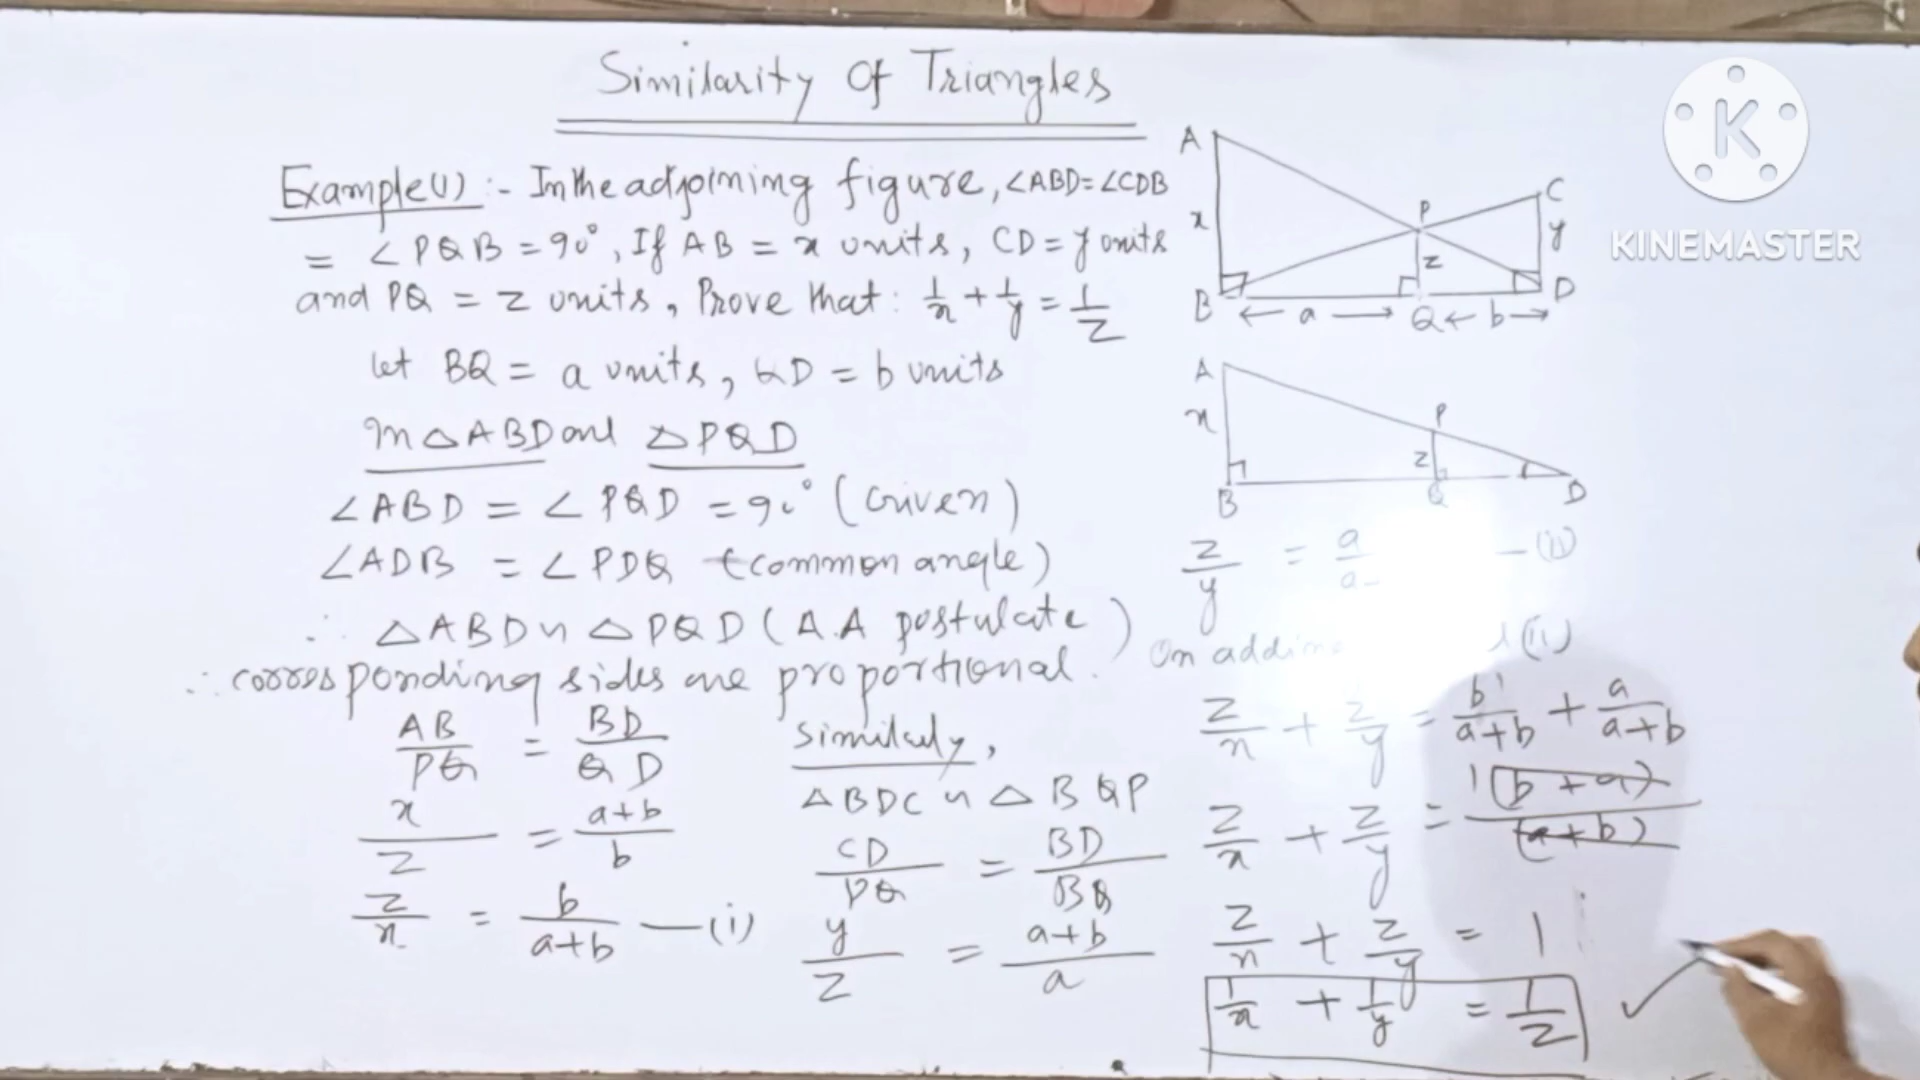 Similarity Of Triangles
Example(1) :- In the adjoining figure, ∠ABD = ∠CDB
= ∠PQB = 90°, If AB = x units, CD = y units
and PQ = z units, Prove that : 1/x + 1/y = 1/z
let BQ = a units, QD = b units
In △ABD and △PQD
∠ABD = ∠PQD = 90° (Given)
∠ADB = ∠PDQ (common angle)
∴ △ABD ~ △PQD (A.A postulate)
∴ corresponding sides are proportional.
AB/PQ = BD/QD
x/z = a+b/b
z/x = b/a+b —(i)
Similarly,
△BDC ~ △BQP
CD/PQ = BD/BQ
y/z = a+b/a
A
x
B
P
z
C
y
D
← a → Q ← b →
A
x
P
z
B
Q
D
z/y = a/a —(ii)
On adding (ii)
z/x + z/y = b/a+b + a/a+b
z/x + z/y = 1(b+a)/(a+b)
z/x + z/y = 1
1/x + 1/y = 1/z
K
KINEMASTER